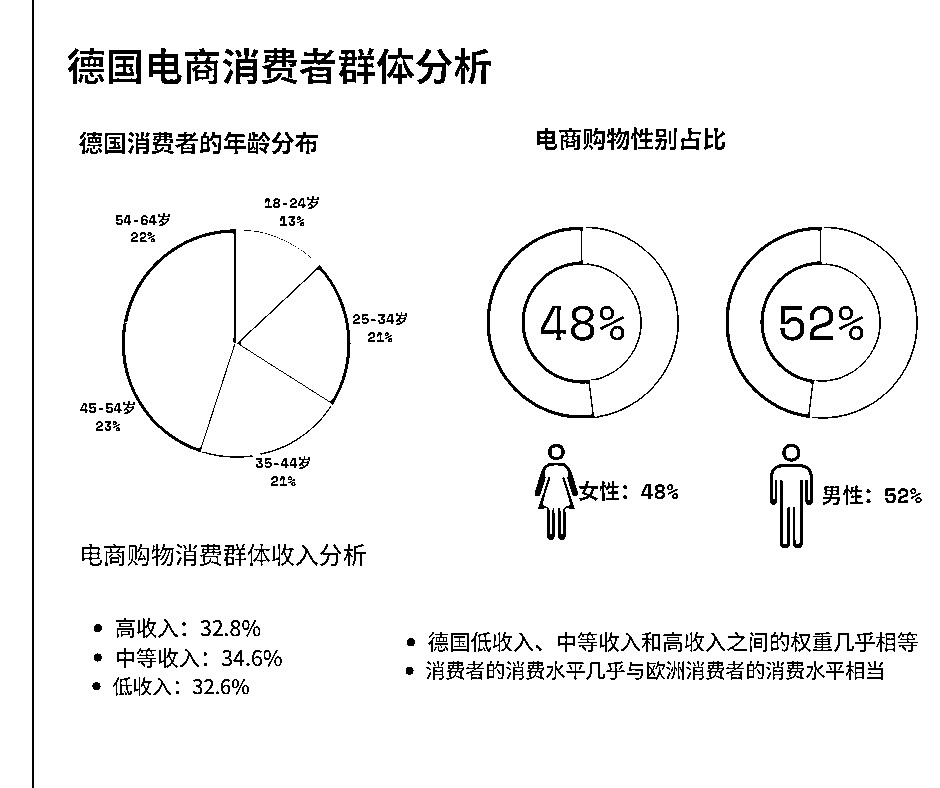 德国电商消费者群体分析
德国消费者的年龄分布
18-24岁
13%
54-64岁
22%
25-34岁
21%
45-54岁
23%
35-44岁
21%
电商购物性别占比
48%
52%
女性：48%
男性：52%
电商购物消费群体收入分析
高收入：32.8%
中等收入：34.6%
低收入：32.6%
德国低收入、中等收入和高收入之间的权重几乎相等
消费者的消费水平几乎与欧洲消费者的消费水平相当